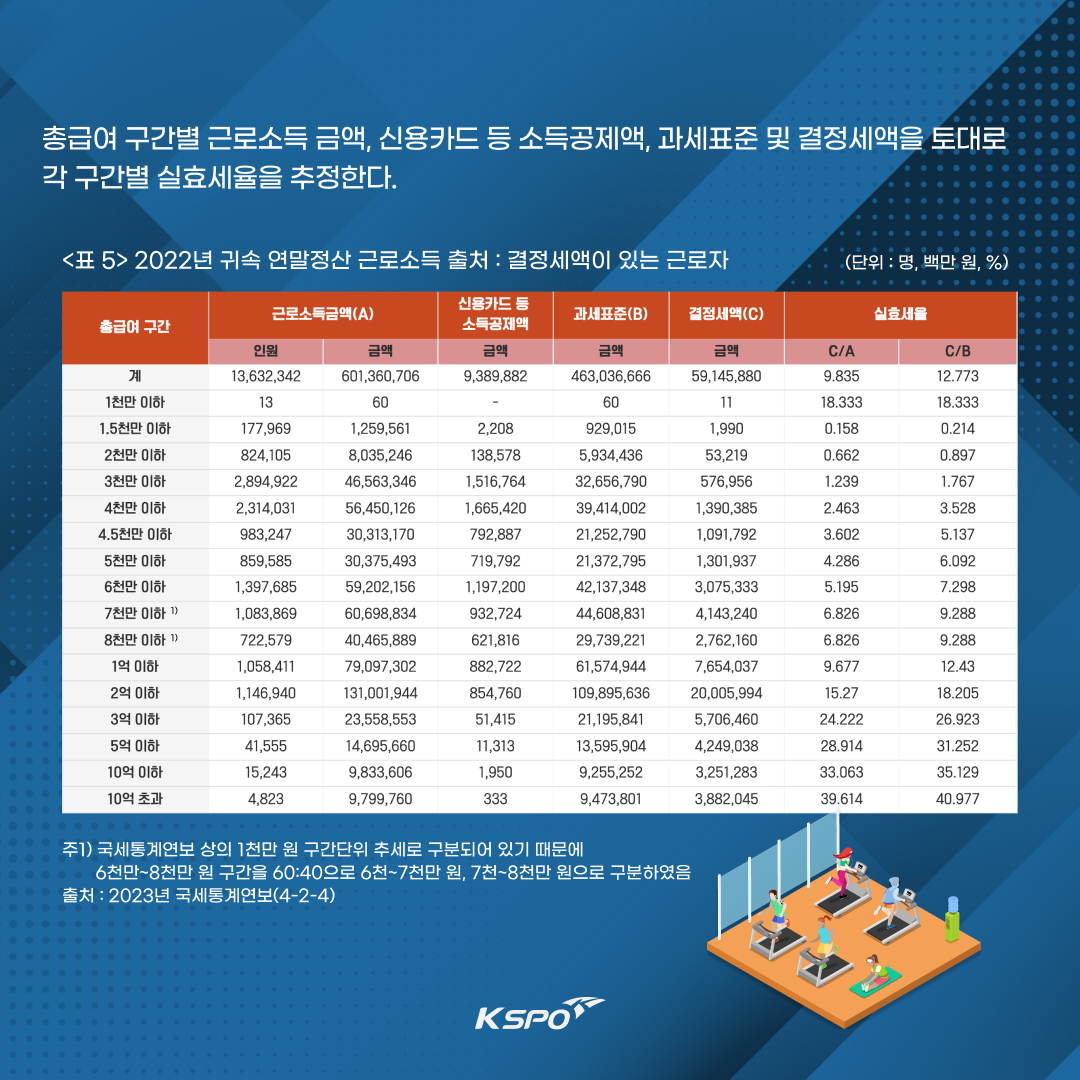 총급여 구간별 근로소득 금액, 신용카드 등 소득공제액, 과세표준 및 결정세액을 토대로
각 구간별 실효세율을 추정한다.
<표 5> 2022년 귀속 연말정산 근로소득 출처 : 결정세액이 있는 근로자
(단위 : 명, 백만 원, %)
총급여 구간 근로소득금액(A) 신용카드 등 소득공제액 과세표준(B) 결정세액(C) 실효세율
인원 금액 금액 금액 금액 C/A C/B
계 13,632,342 601,360,706 9,389,882 463,036,666 59,145,880 9.835 12.773
1천만 이하 13 60 - 60 11 18.333 18.333
1.5천만 이하 177,969 1,259,561 2,208 929,015 1,990 0.158 0.214
2천만 이하 824,105 8,035,246 138,578 5,934,436 53,219 0.662 0.897
3천만 이하 2,894,922 46,563,346 1,516,764 32,656,790 576,956 1.239 1.767
4천만 이하 2,314,031 56,450,126 1,665,420 39,414,002 1,390,385 2.463 3.528
4.5천만 이하 983,247 30,313,170 792,887 21,252,790 1,091,792 3.602 5.137
5천만 이하 859,585 30,375,493 719,792 21,372,795 1,301,937 4.286 6.092
6천만 이하 1,397,685 59,202,156 1,197,200 42,137,348 3,075,333 5.195 7.298
7천만 이하 1) 1,083,869 60,698,834 932,724 44,608,831 4,143,240 6.826 9.288
8천만 이하 1) 722,579 40,465,889 621,816 29,739,221 2,762,160 6.826 9.288
1억 이하 1,058,411 79,097,302 882,722 61,574,944 7,654,037 9.677 12.43
2억 이하 1,146,940 131,001,944 854,760 109,895,636 20,005,994 15.27 18.205
3억 이하 107,365 23,558,553 51,415 21,195,841 5,706,460 24.222 26.923
5억 이하 41,555 14,695,660 11,313 13,595,904 4,249,038 28.914 31.252
10억 이하 15,243 9,833,606 1,950 9,255,252 3,251,283 33.063 35.129
10억 초과 4,823 9,799,760 333 9,473,801 3,882,045 39.614 40.977
주1) 국세통계연보 상의 1천만 원 구간단위 추세로 구분되어 있기 때문에
6천만~8천만 원 구간을 60:40으로 6천~7천만 원, 7천~8천만 원으로 구분하였음
출처 : 2023년 국세통계연보(4-2-4)
KSPO